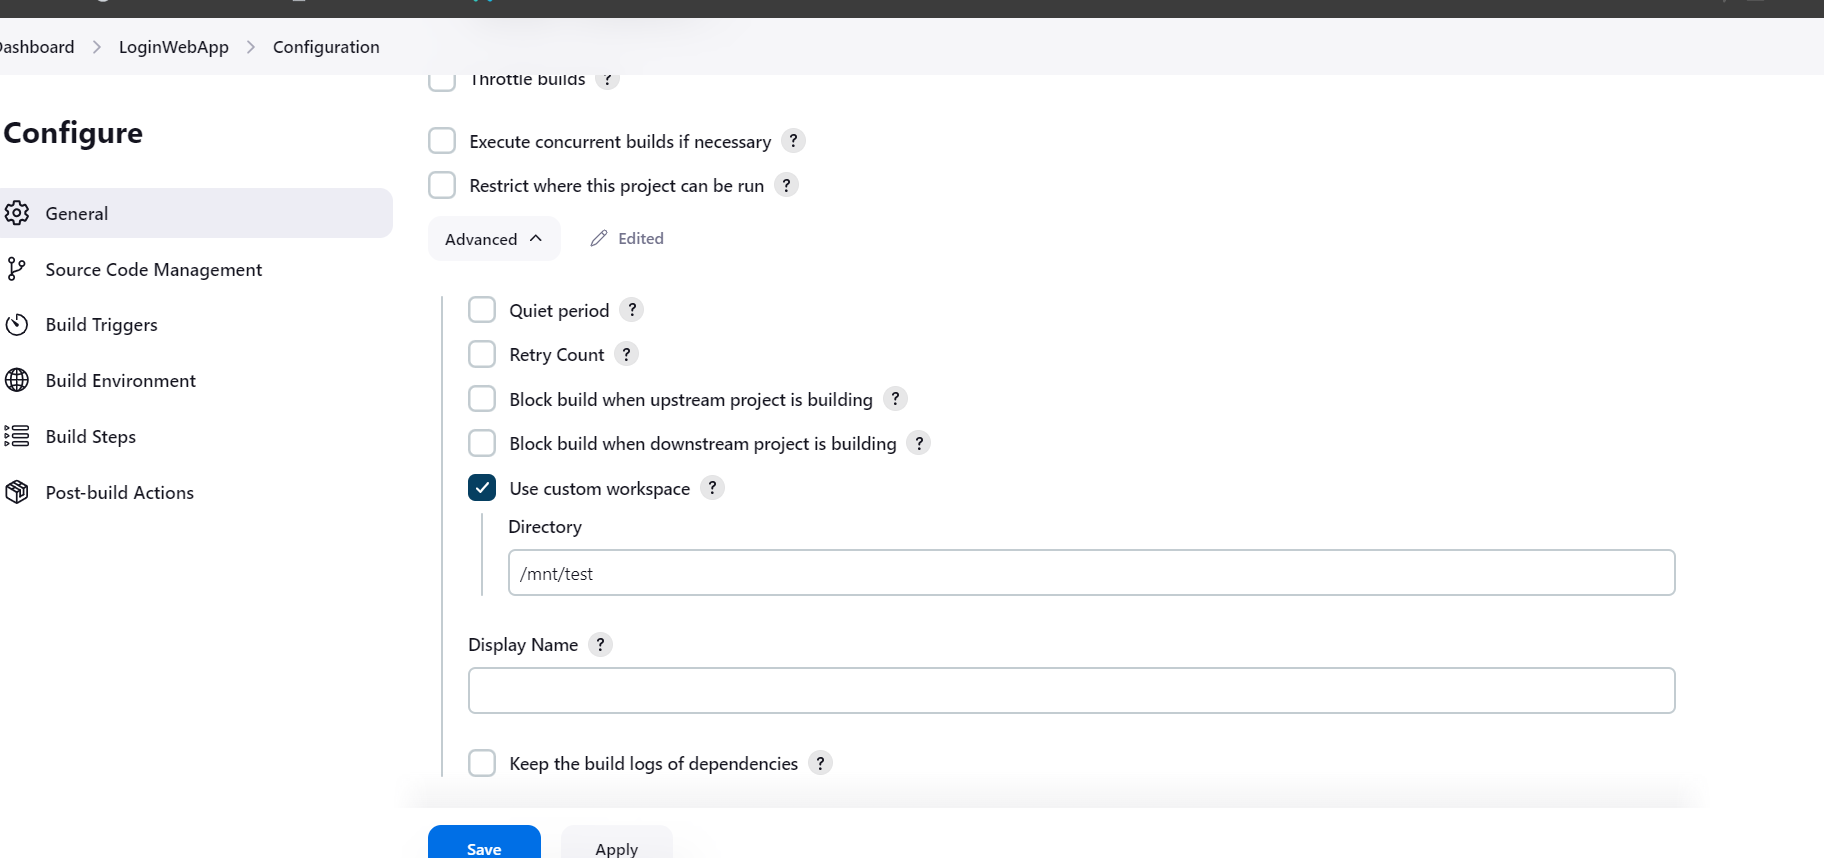 Dashboard > LoginWebApp > Configuration
Throttle builds ?
Configure
Execute concurrent builds if necessary ?
Restrict where this project can be run ?
General
Advanced Edited
Source Code Management
Quiet period ?
Build Triggers
Retry Count ?
Build Environment
Block build when upstream project is building ?
Build Steps
Block build when downstream project is building ?
Post-build Actions
Use custom workspace ?
Directory
/mnt/test
Display Name ?
Keep the build logs of dependencies ?
Save Apply